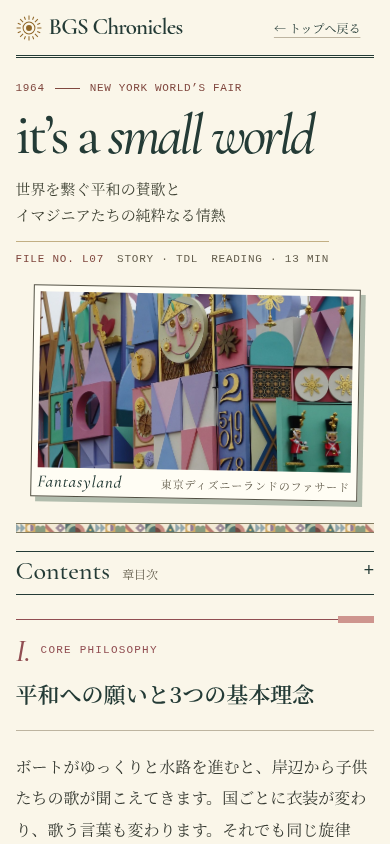 BGS Chronicles
← トップへ戻る
1964 NEW YORK WORLD’S FAIR
it’s a small world
世界を繋ぐ平和の賛歌と
イマジニアたちの純粋なる情熱
FILE NO. L07 STORY · TDL READING · 13 MIN
2
5 19
Fantasyland 東京ディズニーランドのファサード
Contents 章目次 +
I. CORE PHILOSOPHY
平和への願いと3つの基本理念
ボートがゆっくりと水路を進むと、岸辺から子供
たちの歌が聞こえてきます。国ごとに衣装が変わ
り、歌う言葉も変わります。それでも同じ旋律